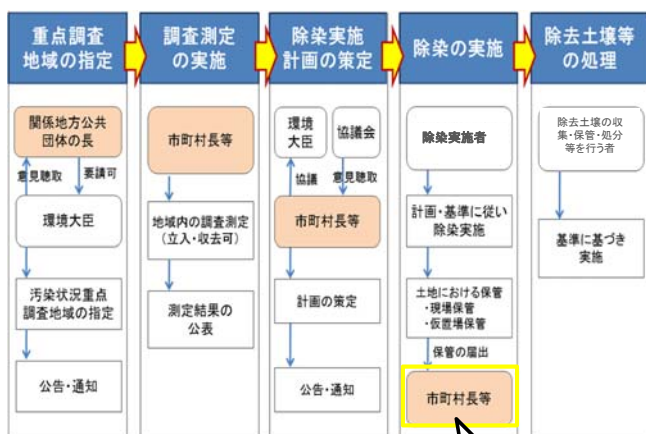 重点調査
地域の指定
調査測定
の実施
除染実施
計画の策定
除染の実施
除去土壌等
の処理
関係地方公共
団体の長
意見聴取
要請可
環境大臣
汚染状況重点
調査地域の指定
公告・通知
市町村長等
地域内の調査測定
(立入・収去可)
測定結果の
公表
環境
大臣
協議会
協議
意見聴取
市町村長等
計画の策定
公告・通知
除染実施者
計画・基準に従い
除染実施
土地における保管
・現場保管
・仮置場保管
保管の届出
市町村長等
除去土壌の収
集・保管・処分
等を行う者
基準に基づき
実施